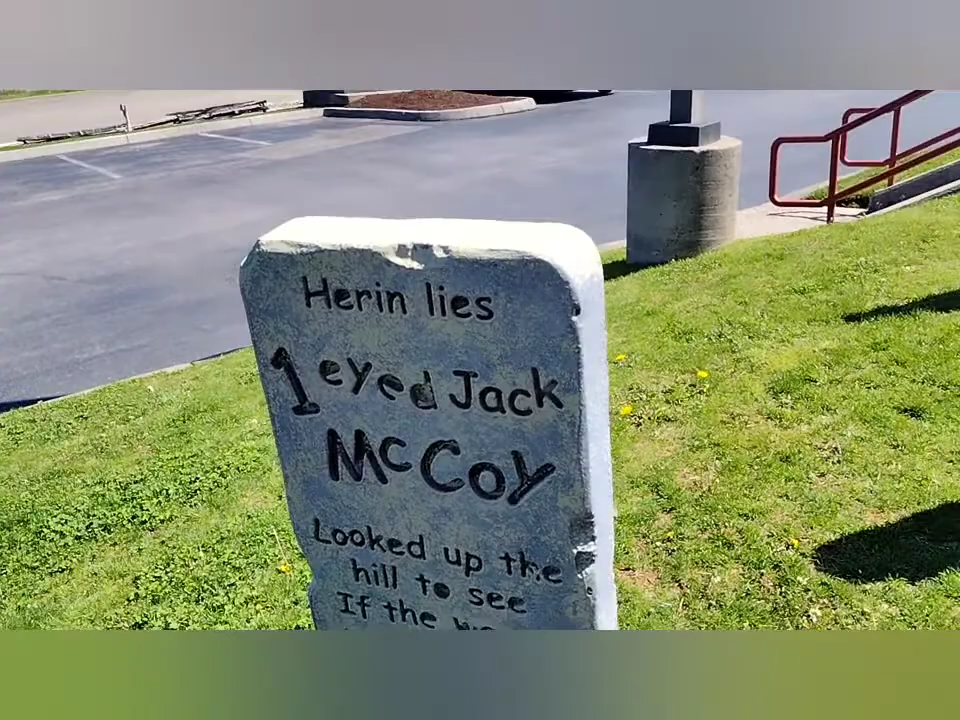 Herin lies
1 eyed Jack
McCoy
Looked up the
hill to see
If the